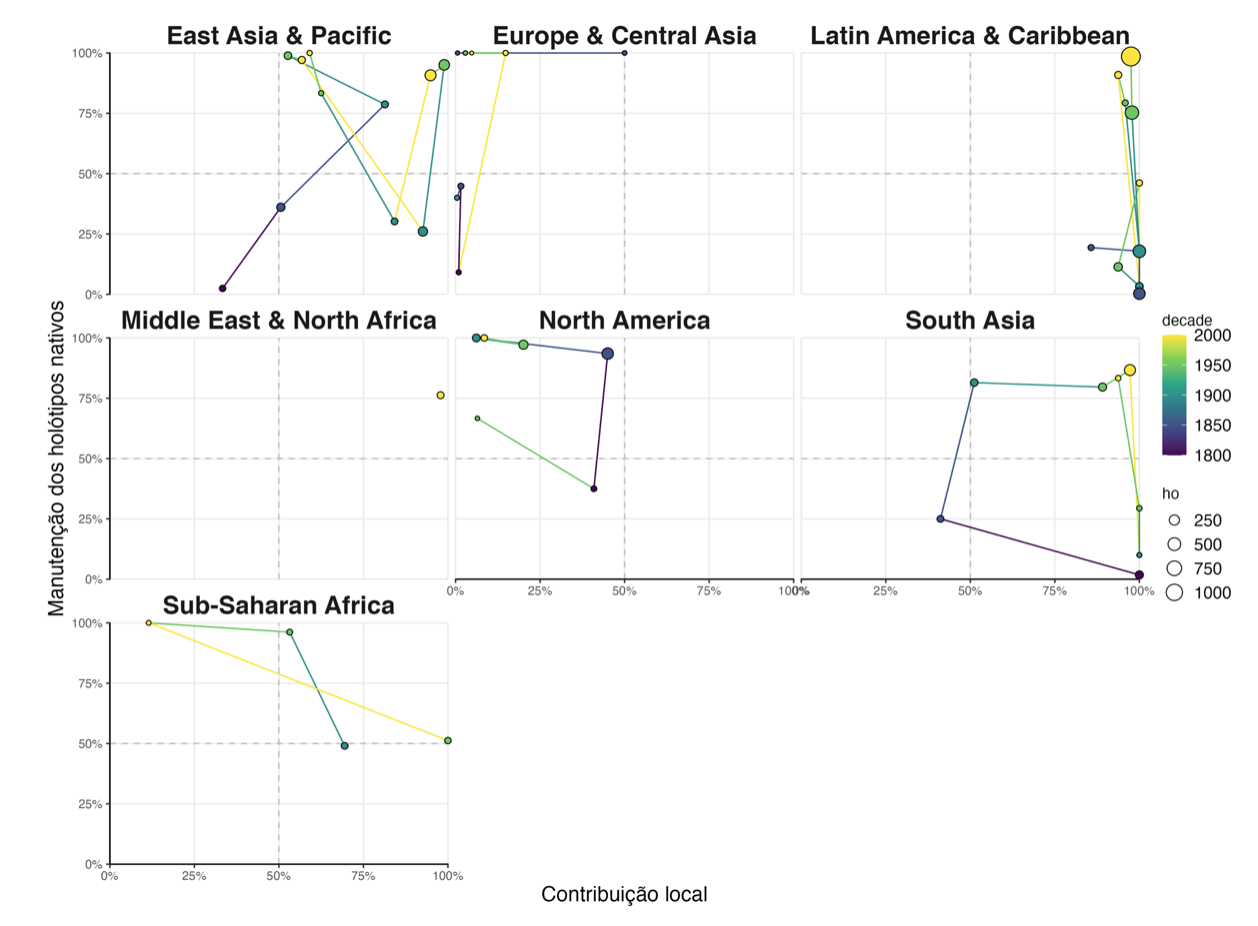 East Asia & Pacific Europe & Central Asia Latin America & Caribbean
100%
75%
50%
25%
0%
Middle East & North Africa North America South Asia
100%
75%
50%
25%
0%
0% 25% 50% 75% 100% 0% 25% 50% 75% 100%
Sub-Saharan Africa
100%
75%
50%
25%
0%
0% 25% 50% 75% 100%
Manutenção dos holótipos nativos
Contribuição local
decade
2000
1950
1900
1850
1800
ho
250
500
750
1000